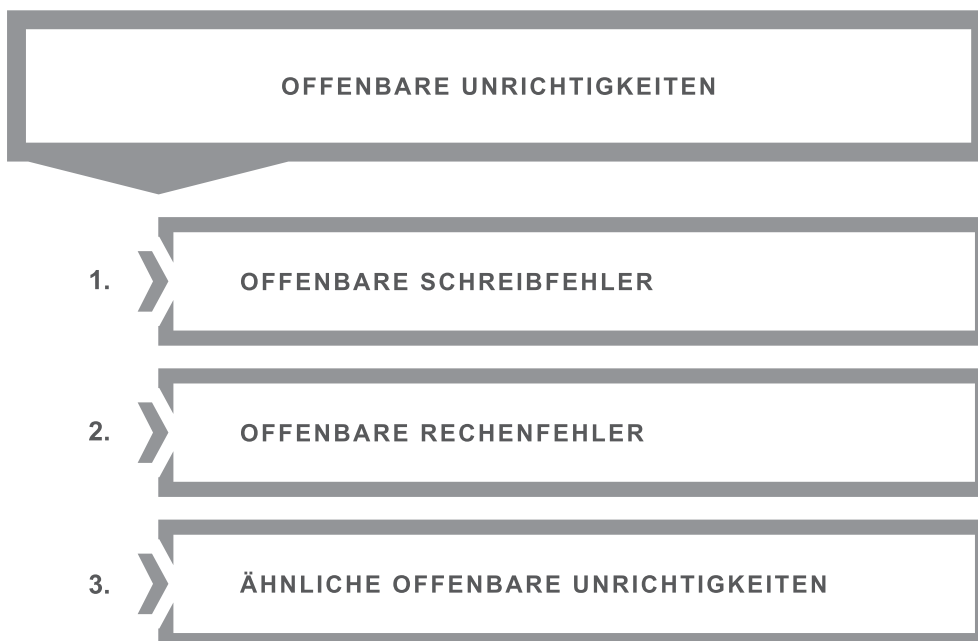 OFFENBARE UNRICHTIGKEITEN
1. OFFENBARE SCHREIBFEHLER
2. OFFENBARE RECHENFEHLER
3. ÄHNLICHE OFFENBARE UNRICHTIGKEITEN